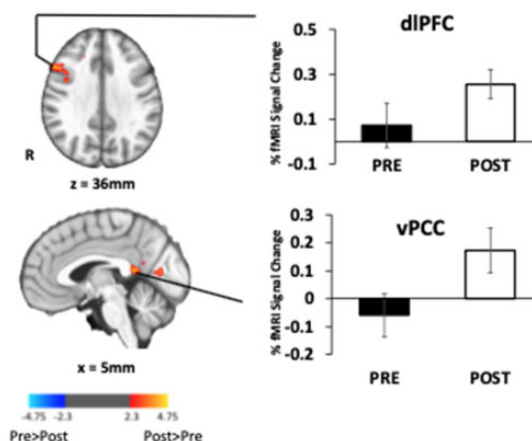 dlPFC
% fMRI Signal Change
0.5
0.3
0.1
-0.1
PRE
POST
R
z = 36mm
vPCC
% fMRI Signal Change
0.3
0.2
0.1
0
-0.1
-0.2
PRE
POST
x = 5mm
-4.75 -2.3 2.3 4.75
Pre>Post Post>Pre